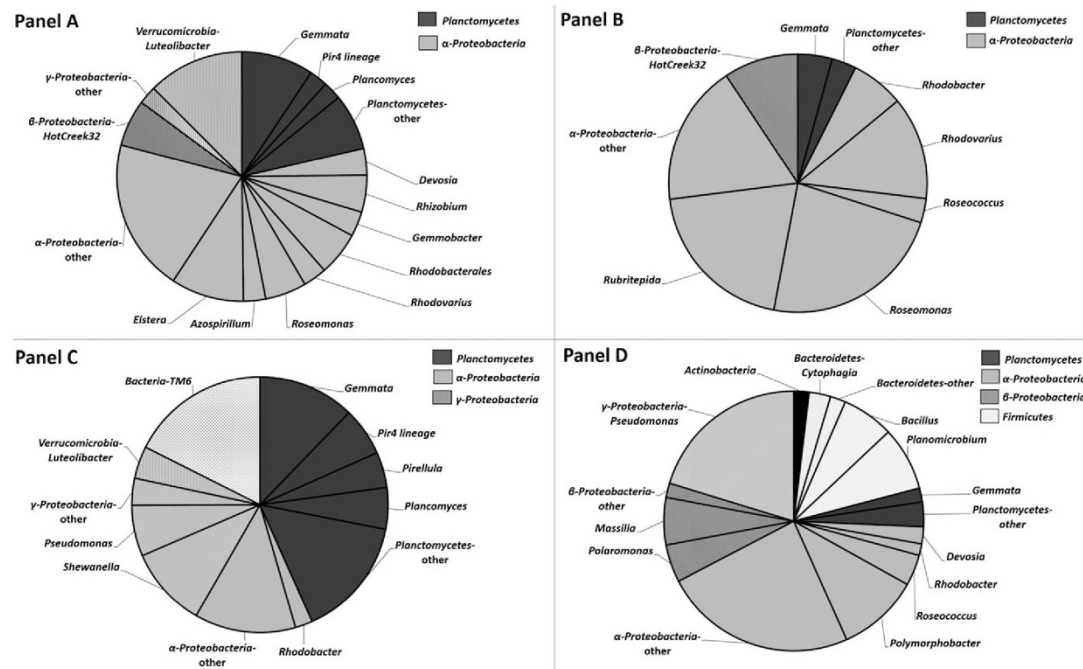 Panel A
Planctomycetes
α-Proteobacteria
Verrucomicrobia-
Luteolibacter
Gemmata
Pir4 lineage
γ-Proteobacteria-
other
Plancomyces
Planctomycetes-
other
β-Proteobacteria-
HotCreek32
Devosia
Rhizobium
Gemmobacter
α-Proteobacteria-
other
Rhodobacterales
Rhodovarius
Elstera
Azospirillum
Roseomonas
Panel B
Planctomycetes
α-Proteobacteria
Gemmata
Planctomycetes-
other
β-Proteobacteria-
HotCreek32
Rhodobacter
α-Proteobacteria-
other
Rhodovarius
Roseococcus
Rubritepida
Roseomonas
Panel C
Planctomycetes
α-Proteobacteria
γ-Proteobacteria
Bacteria-TM6
Gemmata
Pir4 lineage
Verrucomicrobia-
Luteolibacter
Pirellula
γ-Proteobacteria-
other
Plancomyces
Pseudomonas
Planctomycetes-
other
Shewanella
α-Proteobacteria-
other
Rhodobacter
Panel D
Planctomycetes
α-Proteobacteria
β-Proteobacteria
Firmicutes
Actinobacteria
Bacteroidetes-
Cytophagia
Bacteroidetes-other
γ-Proteobacteria-
Pseudomonas
Bacillus
Planomicrobium
β-Proteobacteria-
other
Gemmata
Planctomycetes-
other
Massilia
Devosia
Polaromonas
Rhodobacter
Roseococcus
α-Proteobacteria-
other
Polymorphobacter